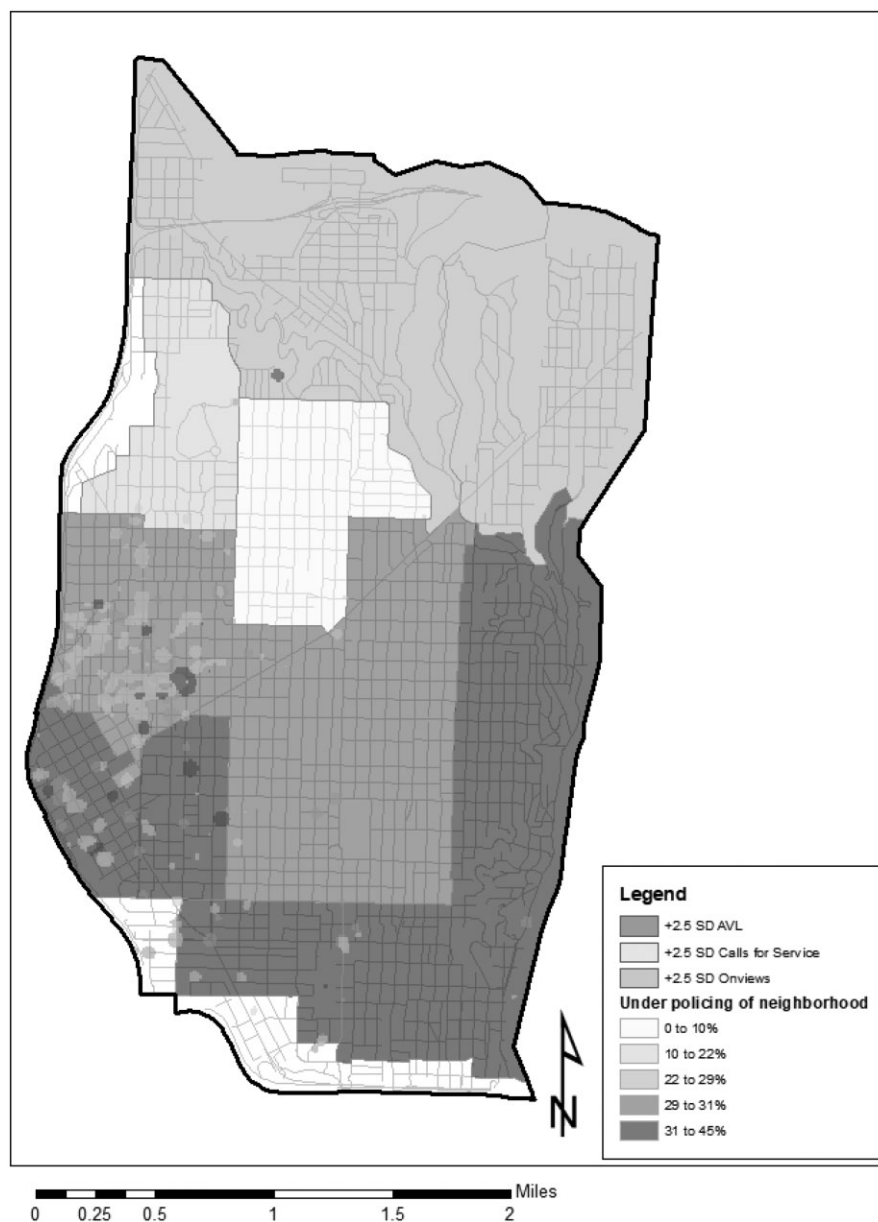 Legend
+2.5 SD AVL
+2.5 SD Calls for Service
+2.5 SD Onviews
Under policing of neighborhood
0 to 10%
10 to 22%
22 to 29%
29 to 31%
31 to 45%
N
Miles
0 0.25 0.5 1 1.5 2